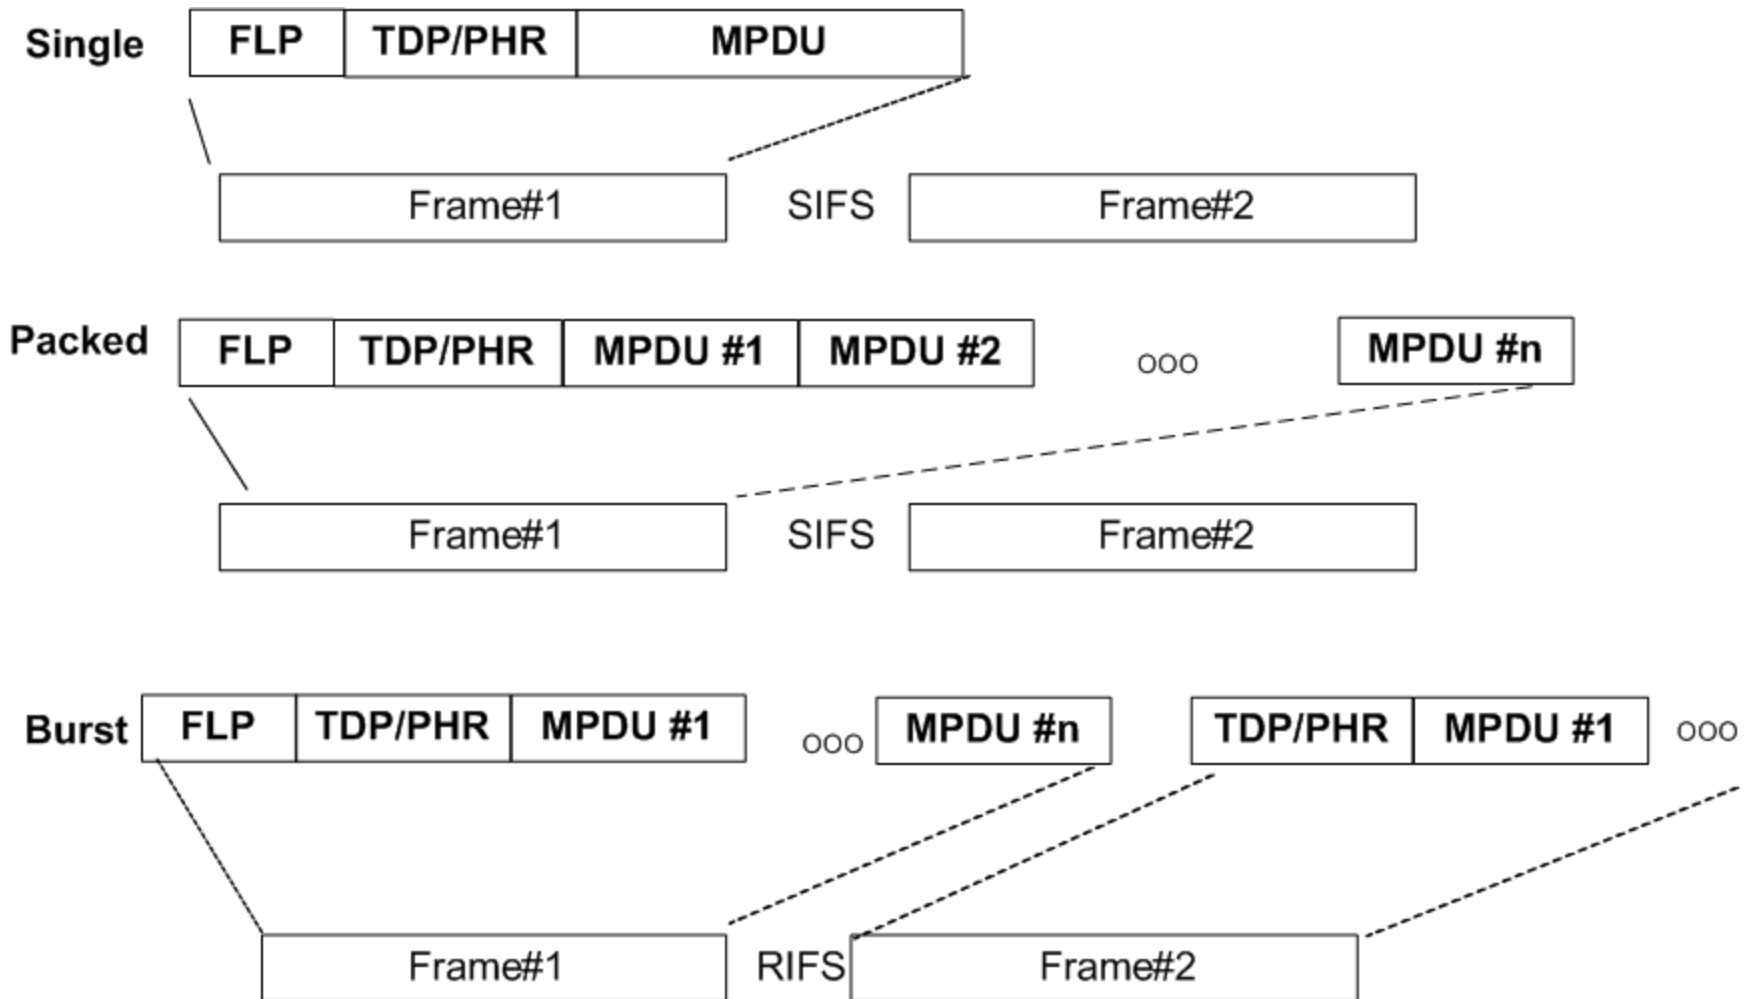 Single FLP TDP/PHR MPDU
Frame#1 SIFS Frame#2
Packed FLP TDP/PHR MPDU #1 MPDU #2 ooo MPDU #n
Frame#1 SIFS Frame#2
Burst FLP TDP/PHR MPDU #1 ooo MPDU #n TDP/PHR MPDU #1 ooo
Frame#1 RIFS Frame#2